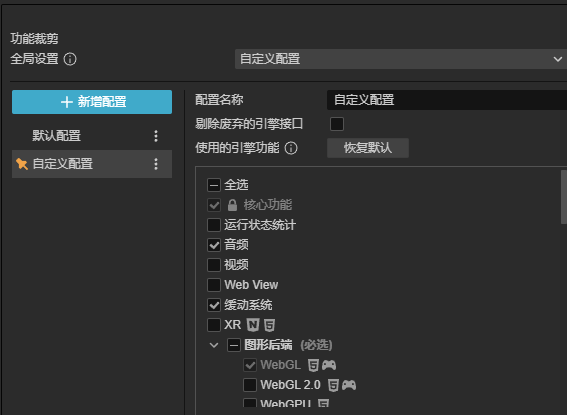 功能裁剪
全局设置 自定义配置
新增配置
默认配置
自定义配置
配置名称 自定义配置
剔除废弃的引擎接口
使用的引擎功能 恢复默认
全选
核心功能
运行状态统计
音频
视频
Web View
缓动系统
XR
图形后端 (必选)
WebGL
WebGL 2.0
WebGPU